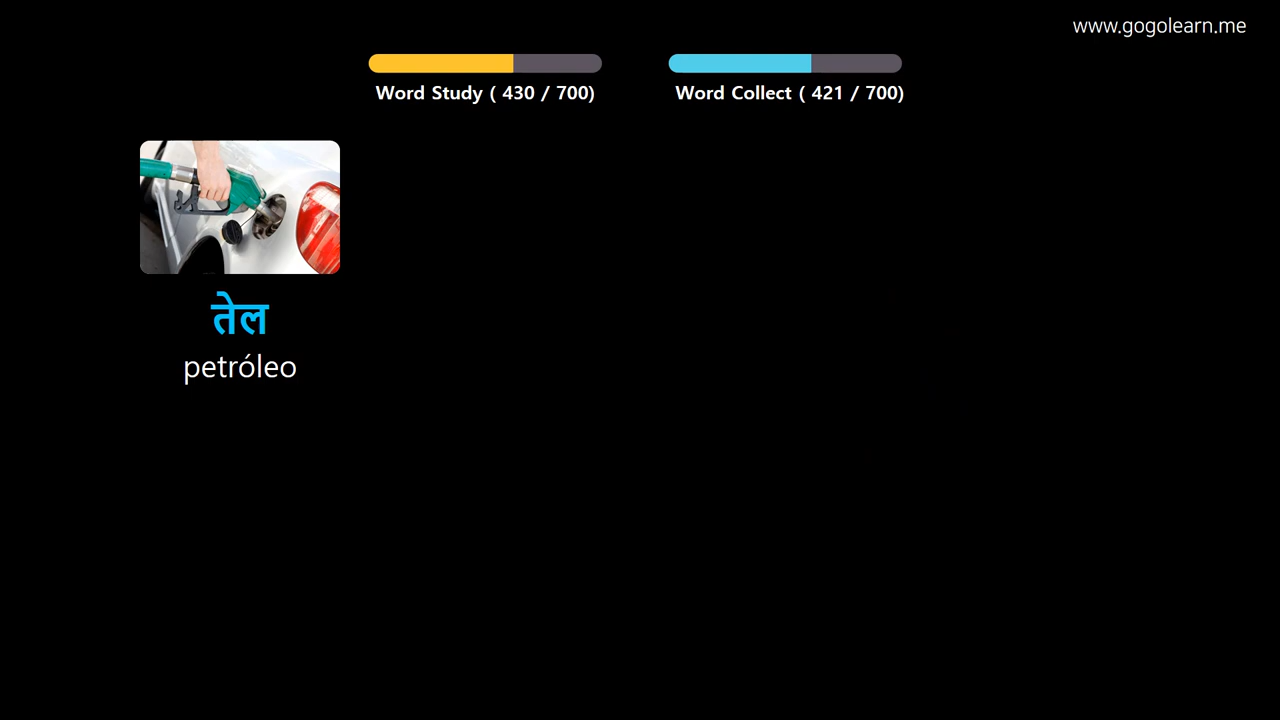 www.gogolearn.me
Word Study ( 430 / 700)
Word Collect ( 421 / 700)
तेल
petróleo